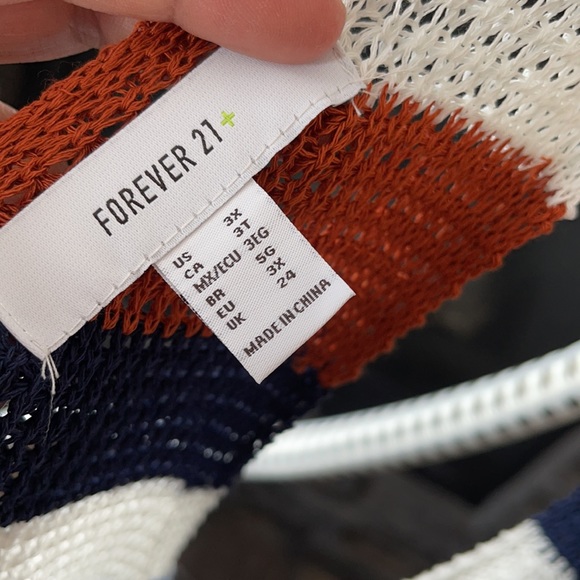 FOREVER 21+
US 3X
CA 3T
MX/ECU 3EG
BR 5G
EU 3X
UK 24
MADE IN CHINA